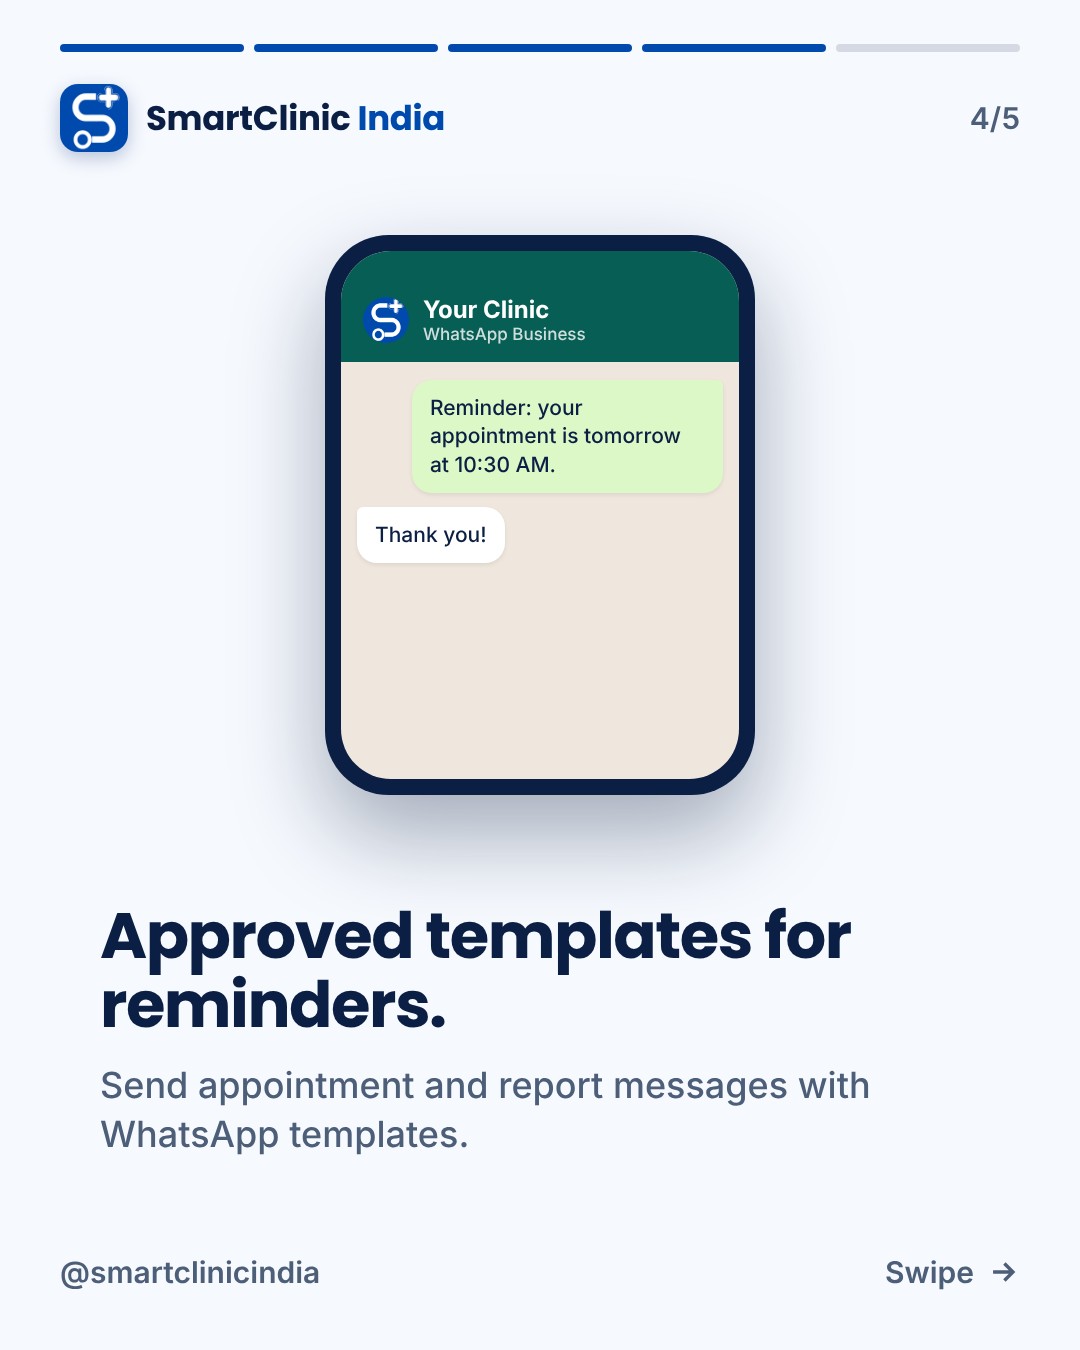 SmartClinic India
4/5
Your Clinic
WhatsApp Business
Reminder: your
appointment is tomorrow
at 10:30 AM.
Thank you!
Approved templates for
reminders.
Send appointment and report messages with
WhatsApp templates.
@smartclinicindia
Swipe →